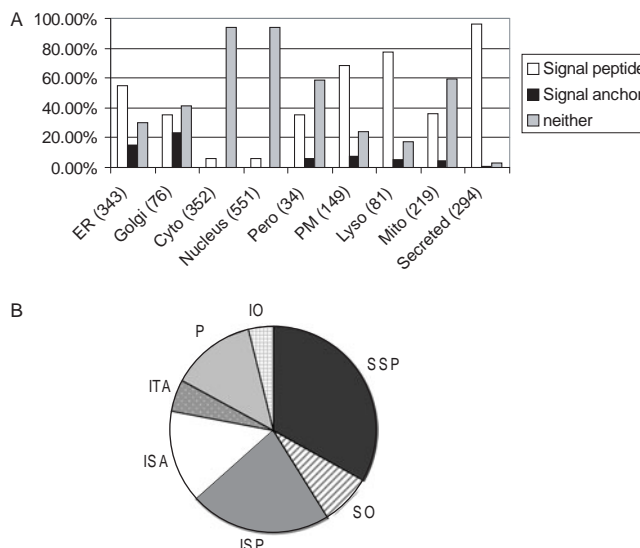 A
100.00%
80.00%
60.00%
40.00%
20.00%
0.00%
Signal peptide
Signal anchor
neither
ER (343)
Golgi (76)
Cyto (352)
Nucleus (551)
Pero (34)
PM (149)
Lyso (81)
Mito (219)
Secreted (294)
B
IO
P
SSP
ITA
ISA
SO
ISP